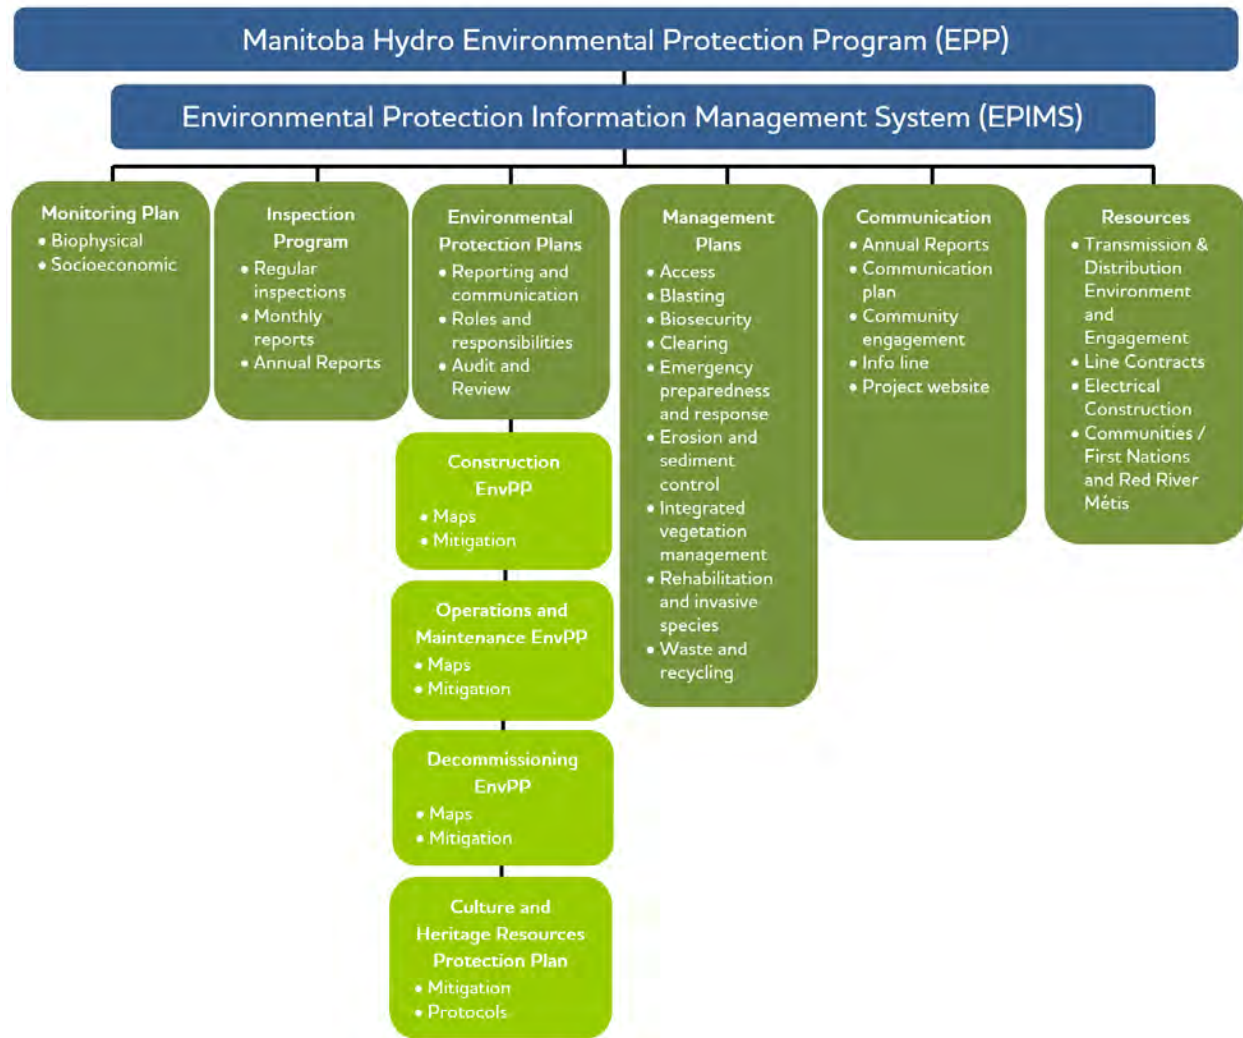 Manitoba Hydro Environmental Protection Program (EPP)
Environmental Protection Information Management System (EPIMS)
Monitoring Plan
• Biophysical
• Socioeconomic
Inspection
Program
• Regular
inspections
• Monthly
reports
• Annual Reports
Environmental
Protection Plans
• Reporting and
communication
• Roles and
responsibilities
• Audit and
Review
Construction
EnvPP
• Maps
• Mitigation
Operations and
Maintenance EnvPP
• Maps
• Mitigation
Decommissioning
EnvPP
• Maps
• Mitigation
Culture and
Heritage Resources
Protection Plan
• Mitigation
• Protocols
Management
Plans
• Access
• Blasting
• Biosecurity
• Clearing
• Emergency
preparedness
and response
• Erosion and
sediment
control
• Integrated
vegetation
management
• Rehabilitation
and invasive
species
• Waste and
recycling
Communication
• Annual Reports
• Communication
plan
• Community
engagement
• Info line
• Project website
Resources
• Transmission &
Distribution
Environment
and
Engagement
• Line Contracts
• Electrical
Construction
• Communities /
First Nations
and Red River
Métis